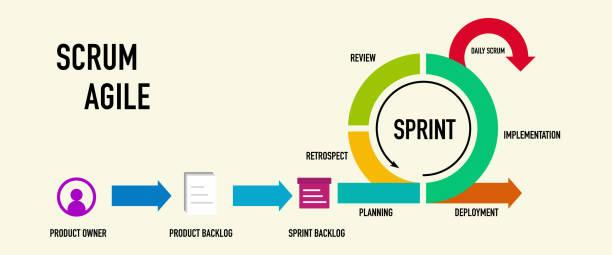 SCRUM
AGILE
PRODUCT OWNER
PRODUCT BACKLOG
SPRINT BACKLOG
PLANNING
DEPLOYMENT
IMPLEMENTATION
DAILY SCRUM
REVIEW
RETROSPECT
SPRINT